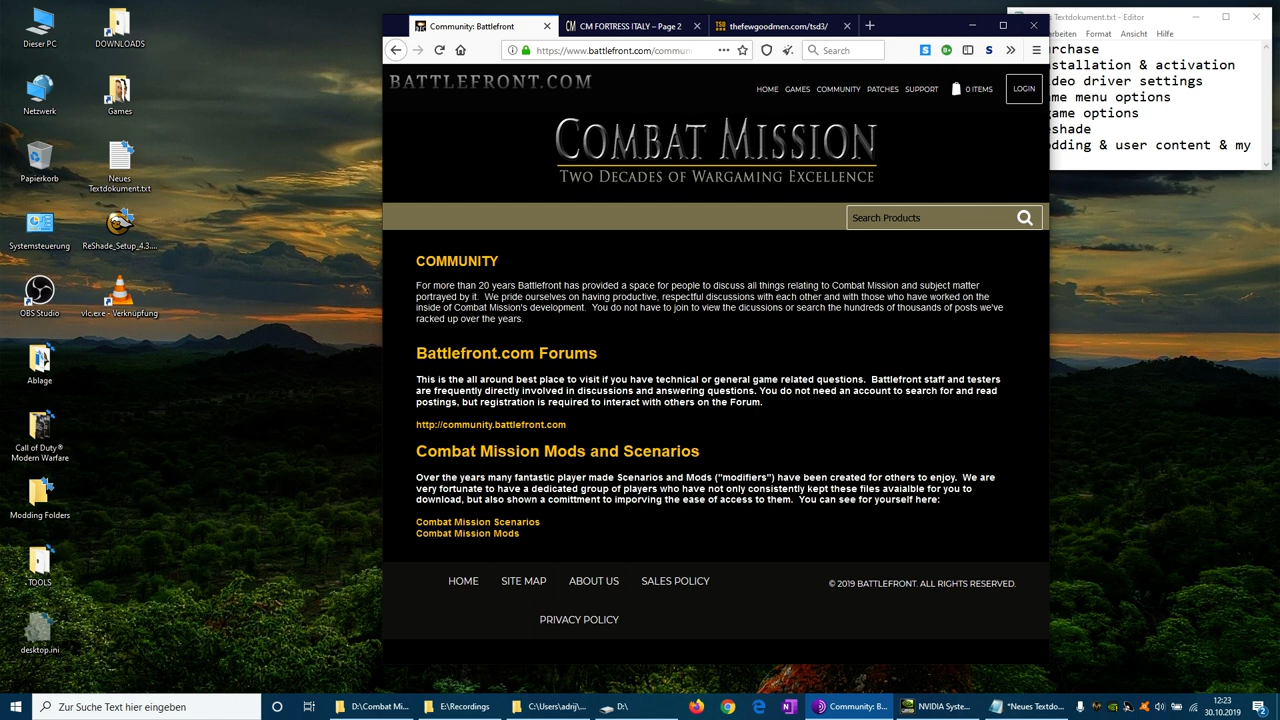 Dieser PC
DOWNLOADS
Netzwerk
Games
Papierkorb
Neues
Textdokument.txt
Systemsteuerung
ReShade_Setup_4.3....
OBS Studio
vlc.exe - Verknüpfung
Ablage
Call of Duty®
Modern Warfare
Modding Folders
TOOLS
desktop.ini
Community: Battlefront
CM FORTRESS ITALY – Page 2
thefewgoodmen.com/tsd3/
https://www.battlefront.com/commun
Search
BATTLEFRONT.COM
HOME GAMES COMMUNITY PATCHES SUPPORT 0 ITEMS LOGIN
COMBAT MISSION
TWO DECADES OF WARGAMING EXCELLENCE
Search Products
COMMUNITY
For more than 20 years Battlefront has provided a space for people to discuss all things relating to Combat Mission and subject matter
portrayed by it. We pride ourselves on having productive, respectful discussions with each other and with those who have worked on the
inside of Combat Mission's development. You do not have to join to view the dicussions or search the hundreds of thousands of posts we've
racked up over the years.
Battlefront.com Forums
This is the all around best place to visit if you have technical or general game related questions. Battlefront staff and testers
are frequently directly involved in discussions and answering questions. You do not need an account to search for and read
postings, but registration is required to interact with others on the Forum.
http://community.battlefront.com
Combat Mission Mods and Scenarios
Over the years many fantastic player made Scenarios and Mods ("modifiers") have been created for others to enjoy. We are
very fortunate to have a dedicated group of players who have not only consistently kept these files avaialble for you to
download, but also shown a comittment to imporving the ease of access to them. You can see for yourself here:
Combat Mission Scenarios
Combat Mission Mods
HOME SITE MAP ABOUT US SALES POLICY
PRIVACY POLICY
© 2019 BATTLEFRONT. ALL RIGHTS RESERVED.
s Textdokument.txt - Editor
arbeiten Format Ansicht Hilfe
rchase
stallation & activation
deo driver settings
me menu options
game options
eshade
dding & user content & my
Zur Suche Text hier eingeben
D:\Combat Mi...
E:\Recordings
C:\Users\adrij\...
D:\
Community: B...
NVIDIA Syste...
*Neues Textdo...
12:23
30.10.2019
2